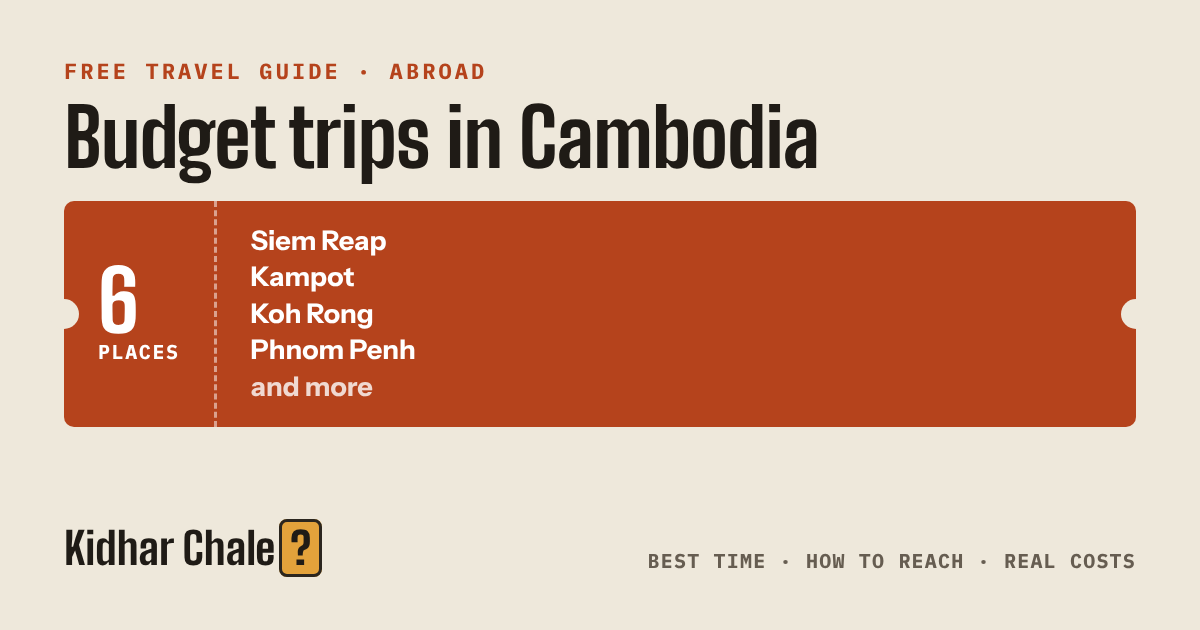 FREE TRAVEL GUIDE · ABROAD
Budget trips in Cambodia
6
PLACES
Siem Reap
Kampot
Koh Rong
Phnom Penh
and more
Kidhar Chale ?
BEST TIME · HOW TO REACH · REAL COSTS